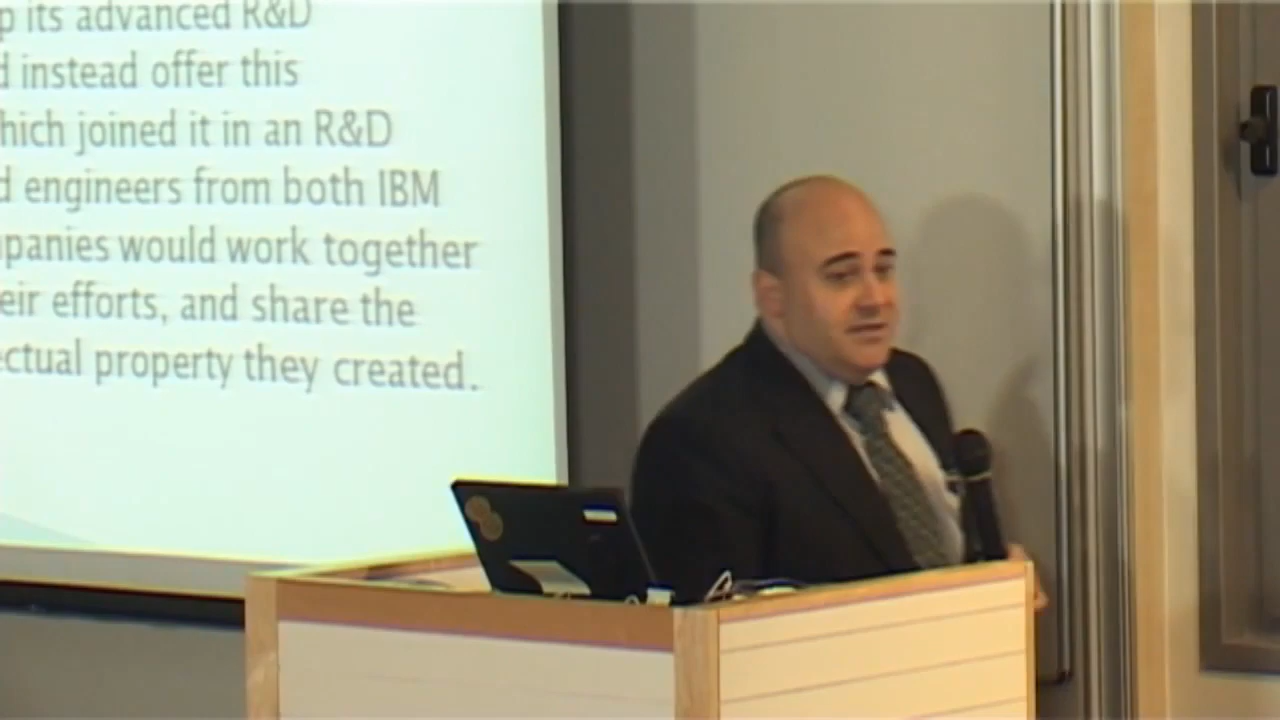 p its advanced R&D
d instead offer this
hich joined it in an R&D
d engineers from both IBM
mpanies would work together
eir efforts, and share the
ectual property they created.